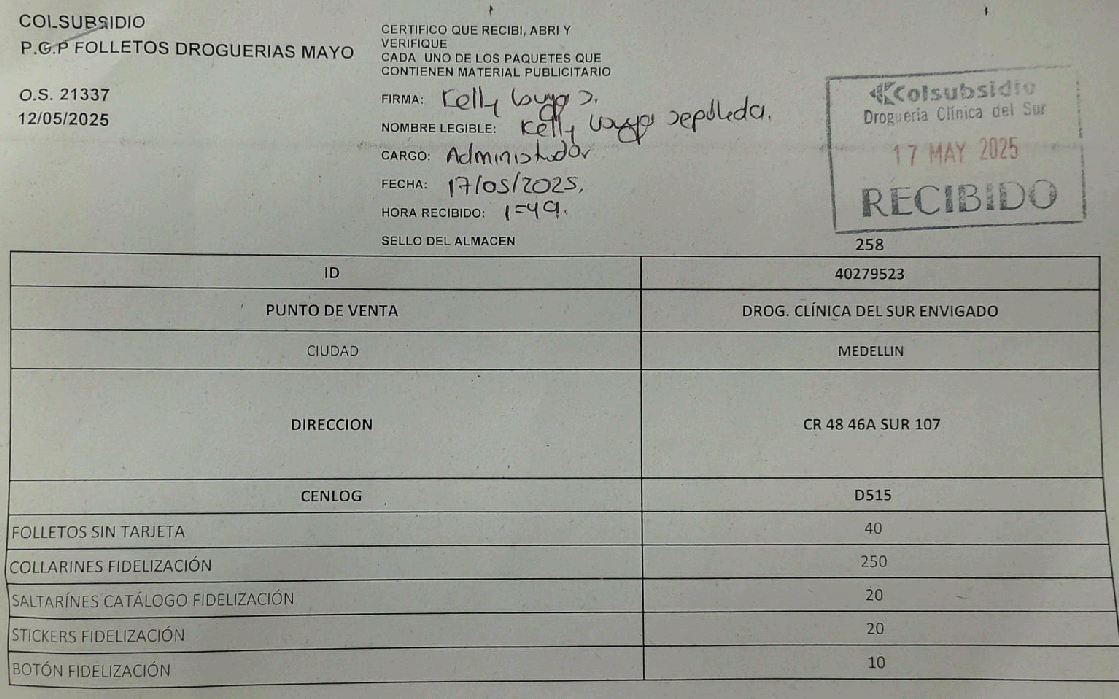 COLSUBSIDIO
P.G.P FOLLETOS DROGUERIAS MAYO
O.S. 21337
12/05/2025
CERTIFICO QUE RECIBI, ABRI Y
VERIFIQUE
CADA UNO DE LOS PAQUETES QUE
CONTIENEN MATERIAL PUBLICITARIO
FIRMA: Kelly
NOMBRE LEGIBLE: Kelly Sepulveda.
CARGO: Administrador
FECHA: 17/05/2025.
HORA RECIBIDO: 1=49.
SELLO DEL ALMACEN
Colsubsidio
Droguería Clínica del Sur
17 MAY 2025
RECIBIDO
258
ID 40279523
PUNTO DE VENTA DROG. CLÍNICA DEL SUR ENVIGADO
CIUDAD MEDELLIN
DIRECCION CR 48 46A SUR 107
CENLOG D515
FOLLETOS SIN TARJETA 40
COLLARINES FIDELIZACIÓN 250
SALTARÍNES CATÁLOGO FIDELIZACIÓN 20
STICKERS FIDELIZACIÓN 20
BOTÓN FIDELIZACIÓN 10